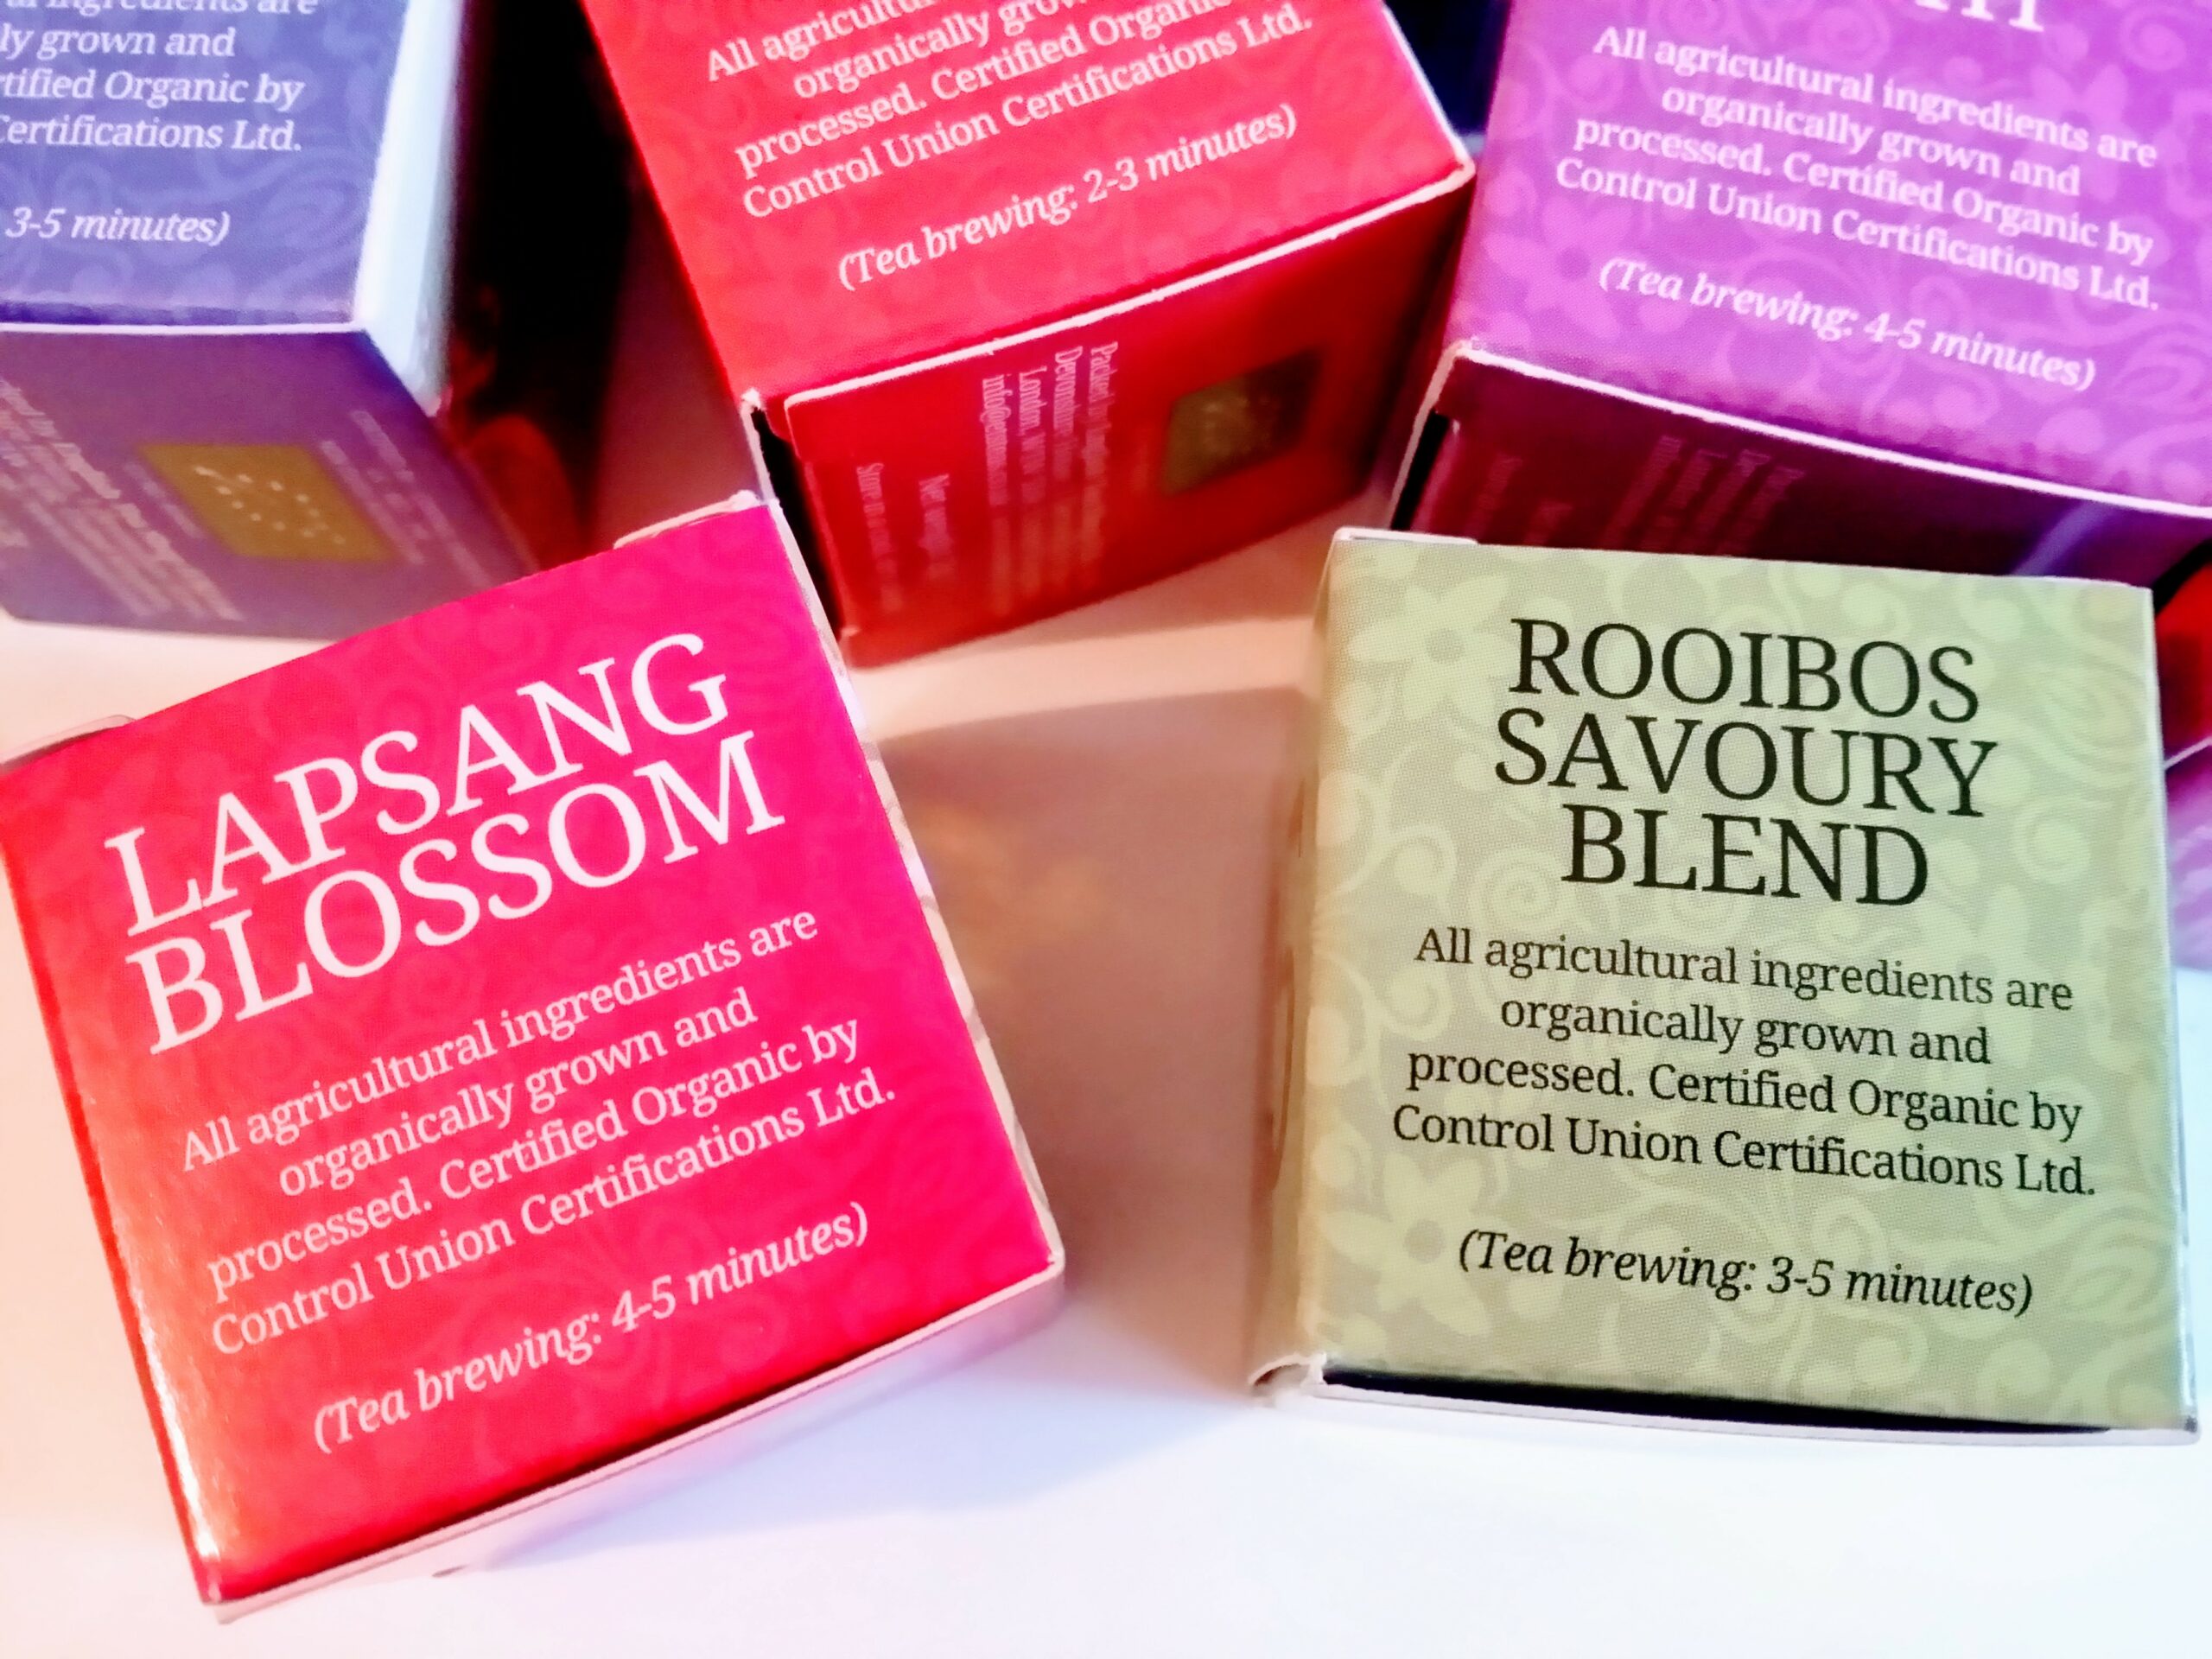 ly grown and
tified Organic by
Certifications Ltd.
3-5 minutes)
All agricultur
organically grow
processed. Certified Organic
Control Union Certifications Ltd.
(Tea brewing: 2-3 minutes)
All agricultural ingredients are
organically grown and
processed. Certified Organic by
Control Union Certifications Ltd.
(Tea brewing: 4-5 minutes)
LAPSANG
BLOSSOM
All agricultural ingredients are
organically grown and
processed. Certified Organic by
Control Union Certifications Ltd.
(Tea brewing: 4-5 minutes)
ROOIBOS
SAVOURY
BLEND
All agricultural ingredients are
organically grown and
processed. Certified Organic by
Control Union Certifications Ltd.
(Tea brewing: 3-5 minutes)